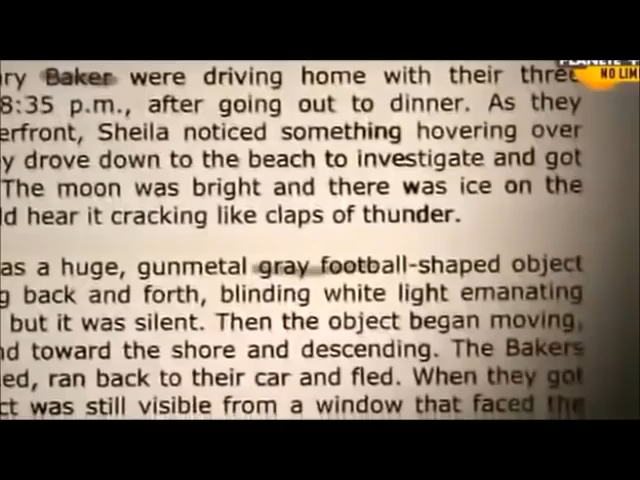 PLANETE +
NO LIM
ry Baker were driving home with their three
8:35 p.m., after going out to dinner. As they
erfront, Sheila noticed something hovering over
y drove down to the beach to investigate and got
The moon was bright and there was ice on the
ld hear it cracking like claps of thunder.
as a huge, gunmetal gray football-shaped object
g back and forth, blinding white light emanating
but it was silent. Then the object began moving,
nd toward the shore and descending. The Bakers
ed, ran back to their car and fled. When they got
ct was still visible from a window that faced the